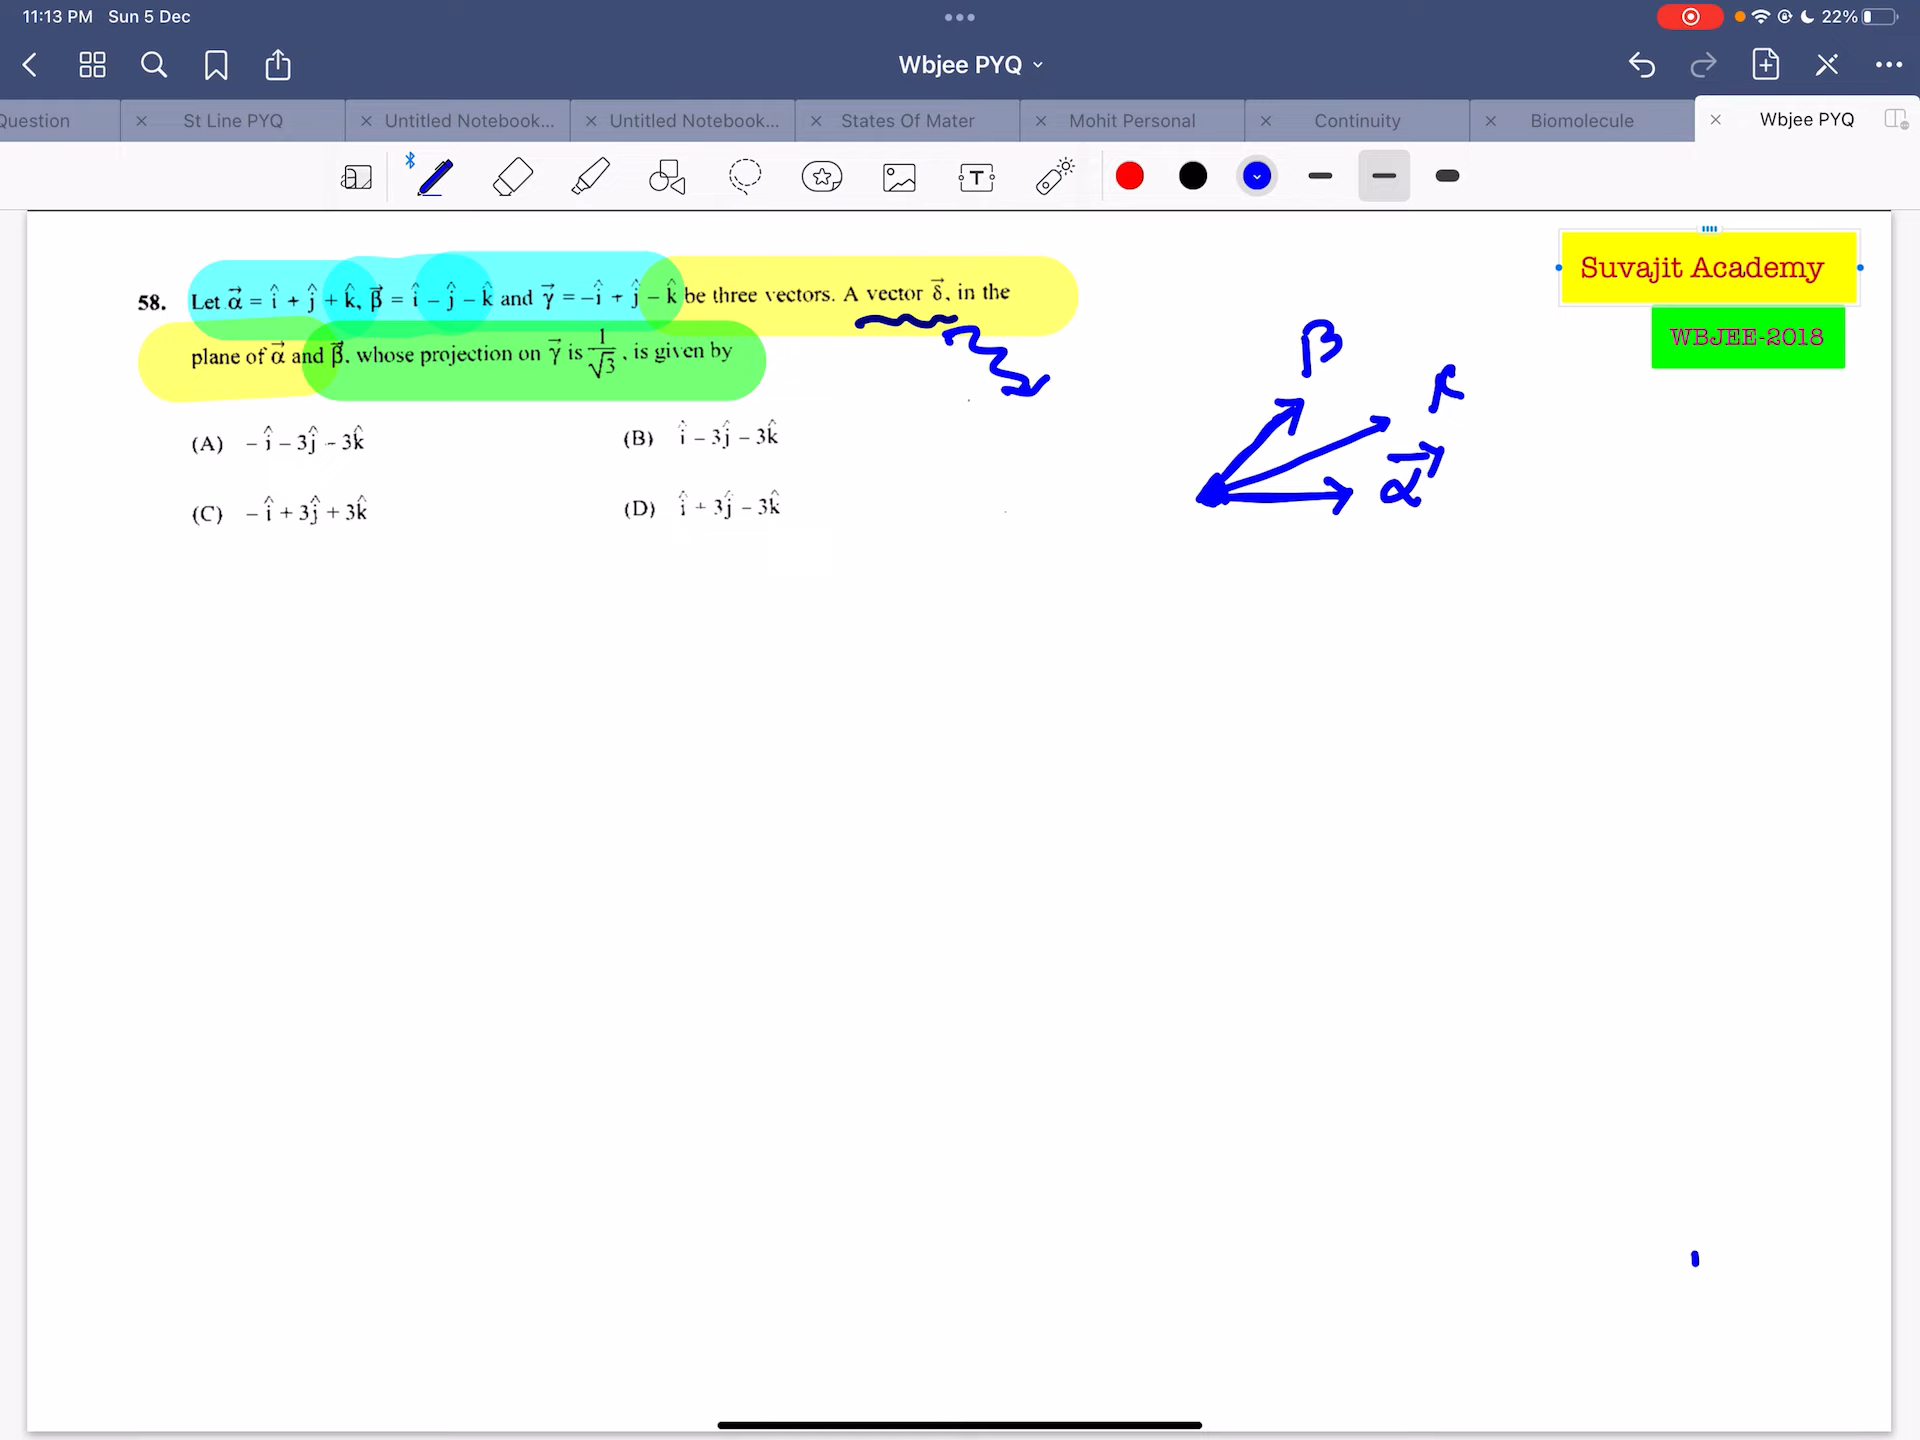 11:13 PM Sun 5 Dec
22%
Wbjee PYQ
Question
St Line PYQ
Untitled Notebook...
Untitled Notebook...
States Of Mater
Mohit Personal
Continuity
Biomolecule
Wbjee PYQ
Suvajit Academy
WBJEE-2018
58. Let α⃗ = î + ĵ + k̂, β⃗ = î – ĵ – k̂ and γ⃗ = –î + ĵ – k̂ be three vectors. A vector δ⃗, in the
plane of α⃗ and β⃗, whose projection on γ⃗ is 1/√3, is given by
(A) – î – 3ĵ – 3k̂
(B) î – 3ĵ – 3k̂
(C) – î + 3ĵ + 3k̂
(D) î + 3ĵ – 3k̂
β
α⃗